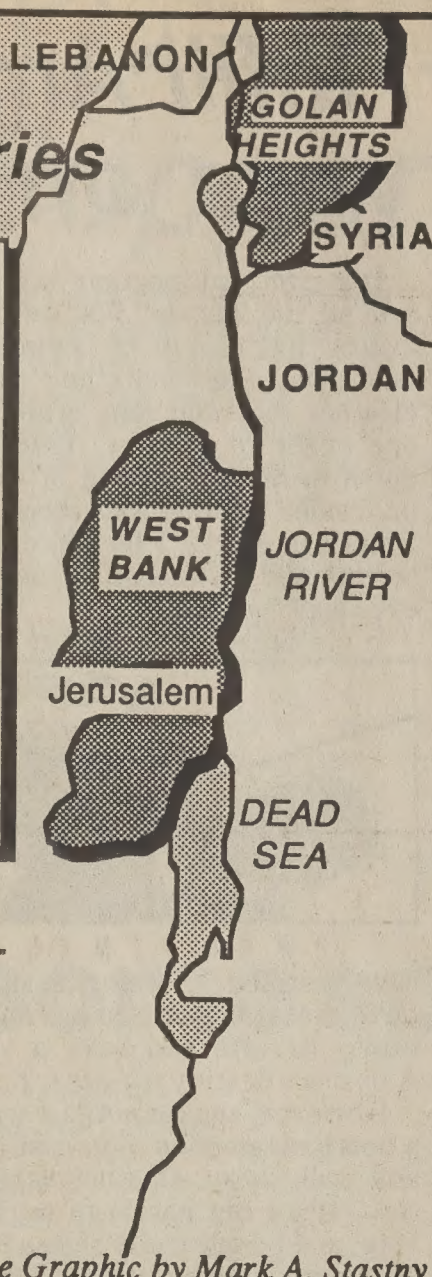 LEBANON
GOLAN
HEIGHTS
ries
SYRIA
JORDAN
WEST
BANK
JORDAN
RIVER
Jerusalem
DEAD
SEA
e Graphic by Mark A. Stastny